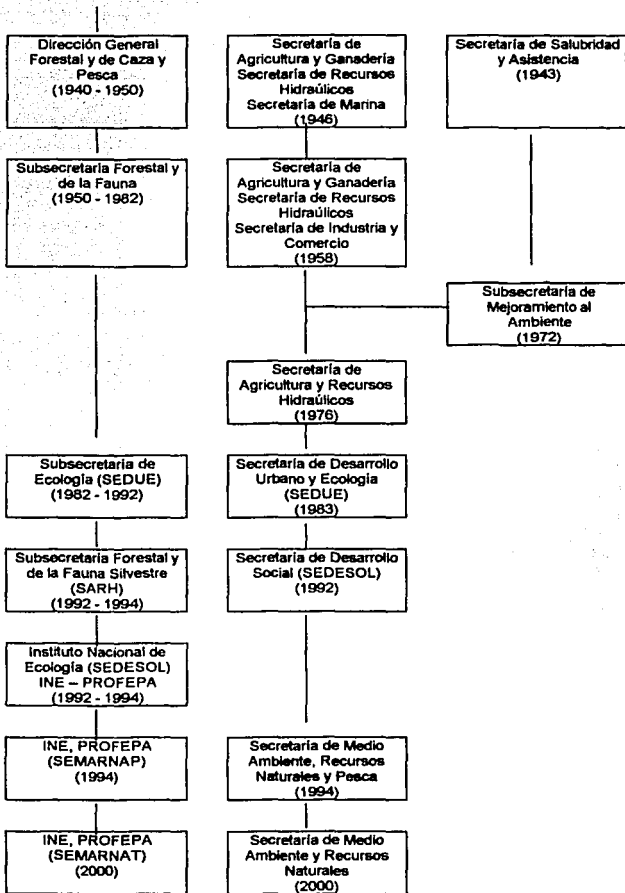 Dirección General
Forestal y de Caza y
Pesca
(1940 - 1950)
Secretaría de
Agricultura y Ganadería
Secretaría de Recursos
Hidraúlicos
Secretaría de Marina
(1946)
Secretaría de Salubridad
y Asistencia
(1943)
Subsecretaría Forestal y
de la Fauna
(1950 - 1982)
Secretaría de
Agricultura y Ganadería
Secretaría de Recursos
Hidraúlicos
Secretaría de Industria y
Comercio
(1958)
Subsecretaría de
Mejoramiento al
Ambiente
(1972)
Secretaría de
Agricultura y Recursos
Hidraúlicos
(1976)
Subsecretaría de
Ecología (SEDUE)
(1982 - 1992)
Secretaría de Desarrollo
Urbano y Ecología
(SEDUE)
(1983)
Subsecretaría Forestal y
de la Fauna Silvestre
(SARH)
(1992 - 1994)
Secretaría de Desarrollo
Social (SEDESOL)
(1992)
Instituto Nacional de
Ecología (SEDESOL)
INE – PROFEPA
(1992 - 1994)
INE, PROFEPA
(SEMARNAP)
(1994)
Secretaría de Medio
Ambiente, Recursos
Naturales y Pesca
(1994)
INE, PROFEPA
(SEMARNAT)
(2000)
Secretaría de Medio
Ambiente y Recursos
Naturales
(2000)